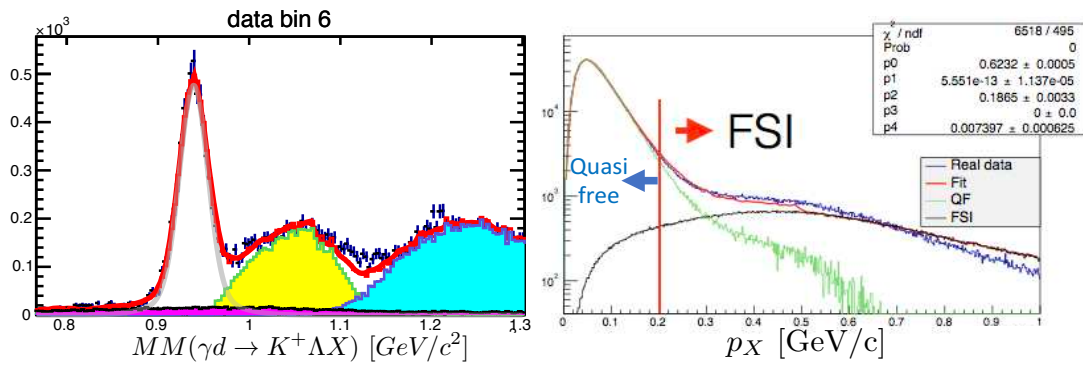 data bin 6
×10³
0.5
0.4
0.3
0.2
0.1
0
0.8 0.9 1 1.1 1.2 1.3
MM(γd → K⁺ΛX) [GeV/c²]
χ² / ndf 6518 / 495
Prob 0
p0 0.6232 ± 0.0005
p1 5.551e-13 ± 1.137e-05
p2 0.1865 ± 0.0033
p3 0 ± 0.0
p4 0.007397 ± 0.000625
10⁴
10³
10²
FSI
Quasi
free
Real data
Fit
QF
FSI
0 0.1 0.2 0.3 0.4 0.5 0.6 0.7 0.8 0.9 1
p_X [GeV/c]